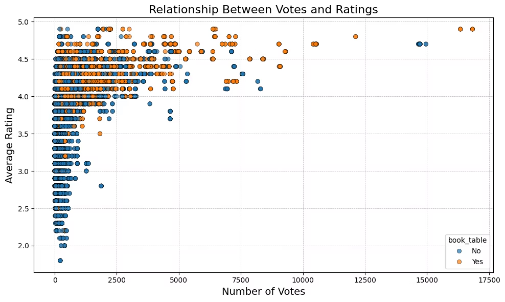 Relationship Between Votes and Ratings
Average Rating
5.0
4.5
4.0
3.5
3.0
2.5
2.0
book_table
No
Yes
0 2500 5000 7500 10000 12500 15000 17500
Number of Votes